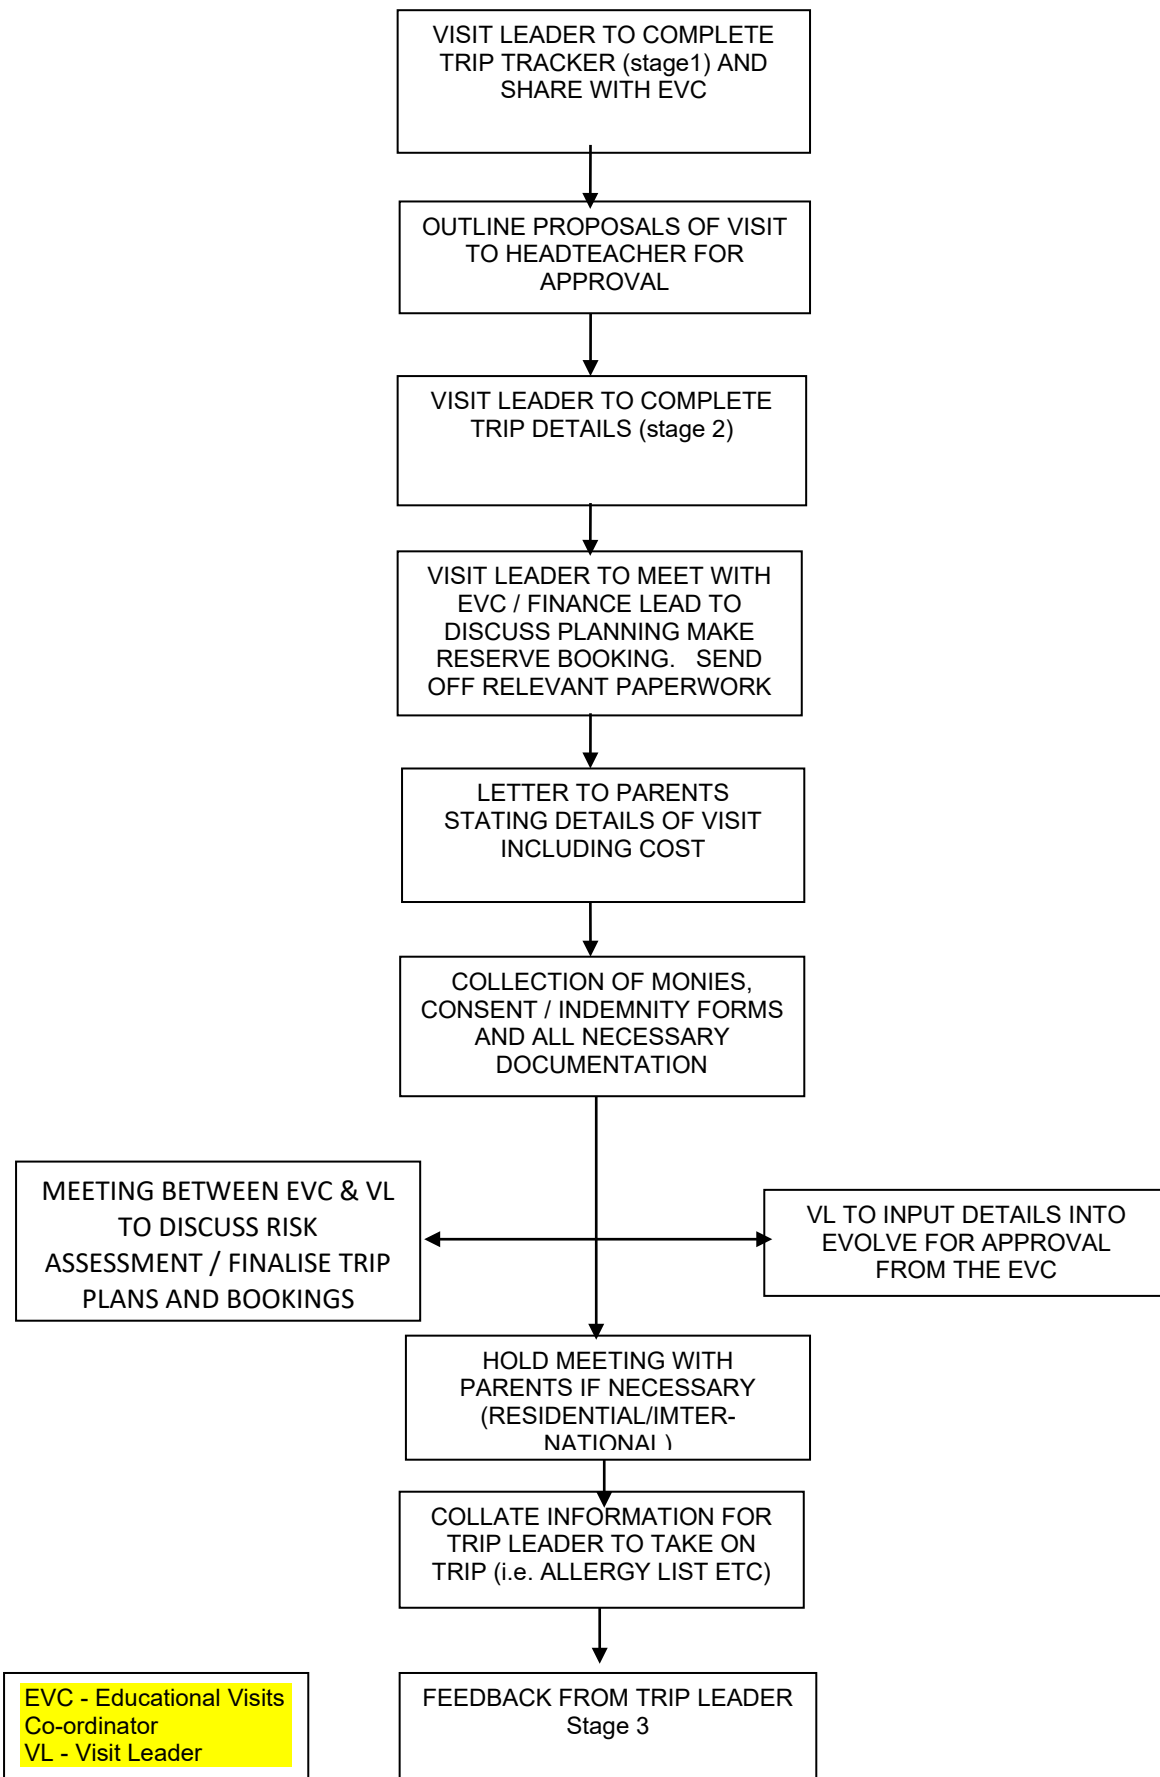 VISIT LEADER TO COMPLETE
TRIP TRACKER (stage1) AND
SHARE WITH EVC
OUTLINE PROPOSALS OF VISIT
TO HEADTEACHER FOR
APPROVAL
VISIT LEADER TO COMPLETE
TRIP DETAILS (stage 2)
VISIT LEADER TO MEET WITH
EVC / FINANCE LEAD TO
DISCUSS PLANNING MAKE
RESERVE BOOKING.   SEND
OFF RELEVANT PAPERWORK
LETTER TO PARENTS
STATING DETAILS OF VISIT
INCLUDING COST
COLLECTION OF MONIES,
CONSENT / INDEMNITY FORMS
AND ALL NECESSARY
DOCUMENTATION
MEETING BETWEEN EVC & VL
TO DISCUSS RISK
ASSESSMENT / FINALISE TRIP
PLANS AND BOOKINGS
VL TO INPUT DETAILS INTO
EVOLVE FOR APPROVAL
FROM THE EVC
HOLD MEETING WITH
PARENTS IF NECESSARY
(RESIDENTIAL/IMTER-
NATIONAL)
COLLATE INFORMATION FOR
TRIP LEADER TO TAKE ON
TRIP (i.e. ALLERGY LIST ETC)
FEEDBACK FROM TRIP LEADER
Stage 3
EVC - Educational Visits
Co-ordinator
VL - Visit Leader